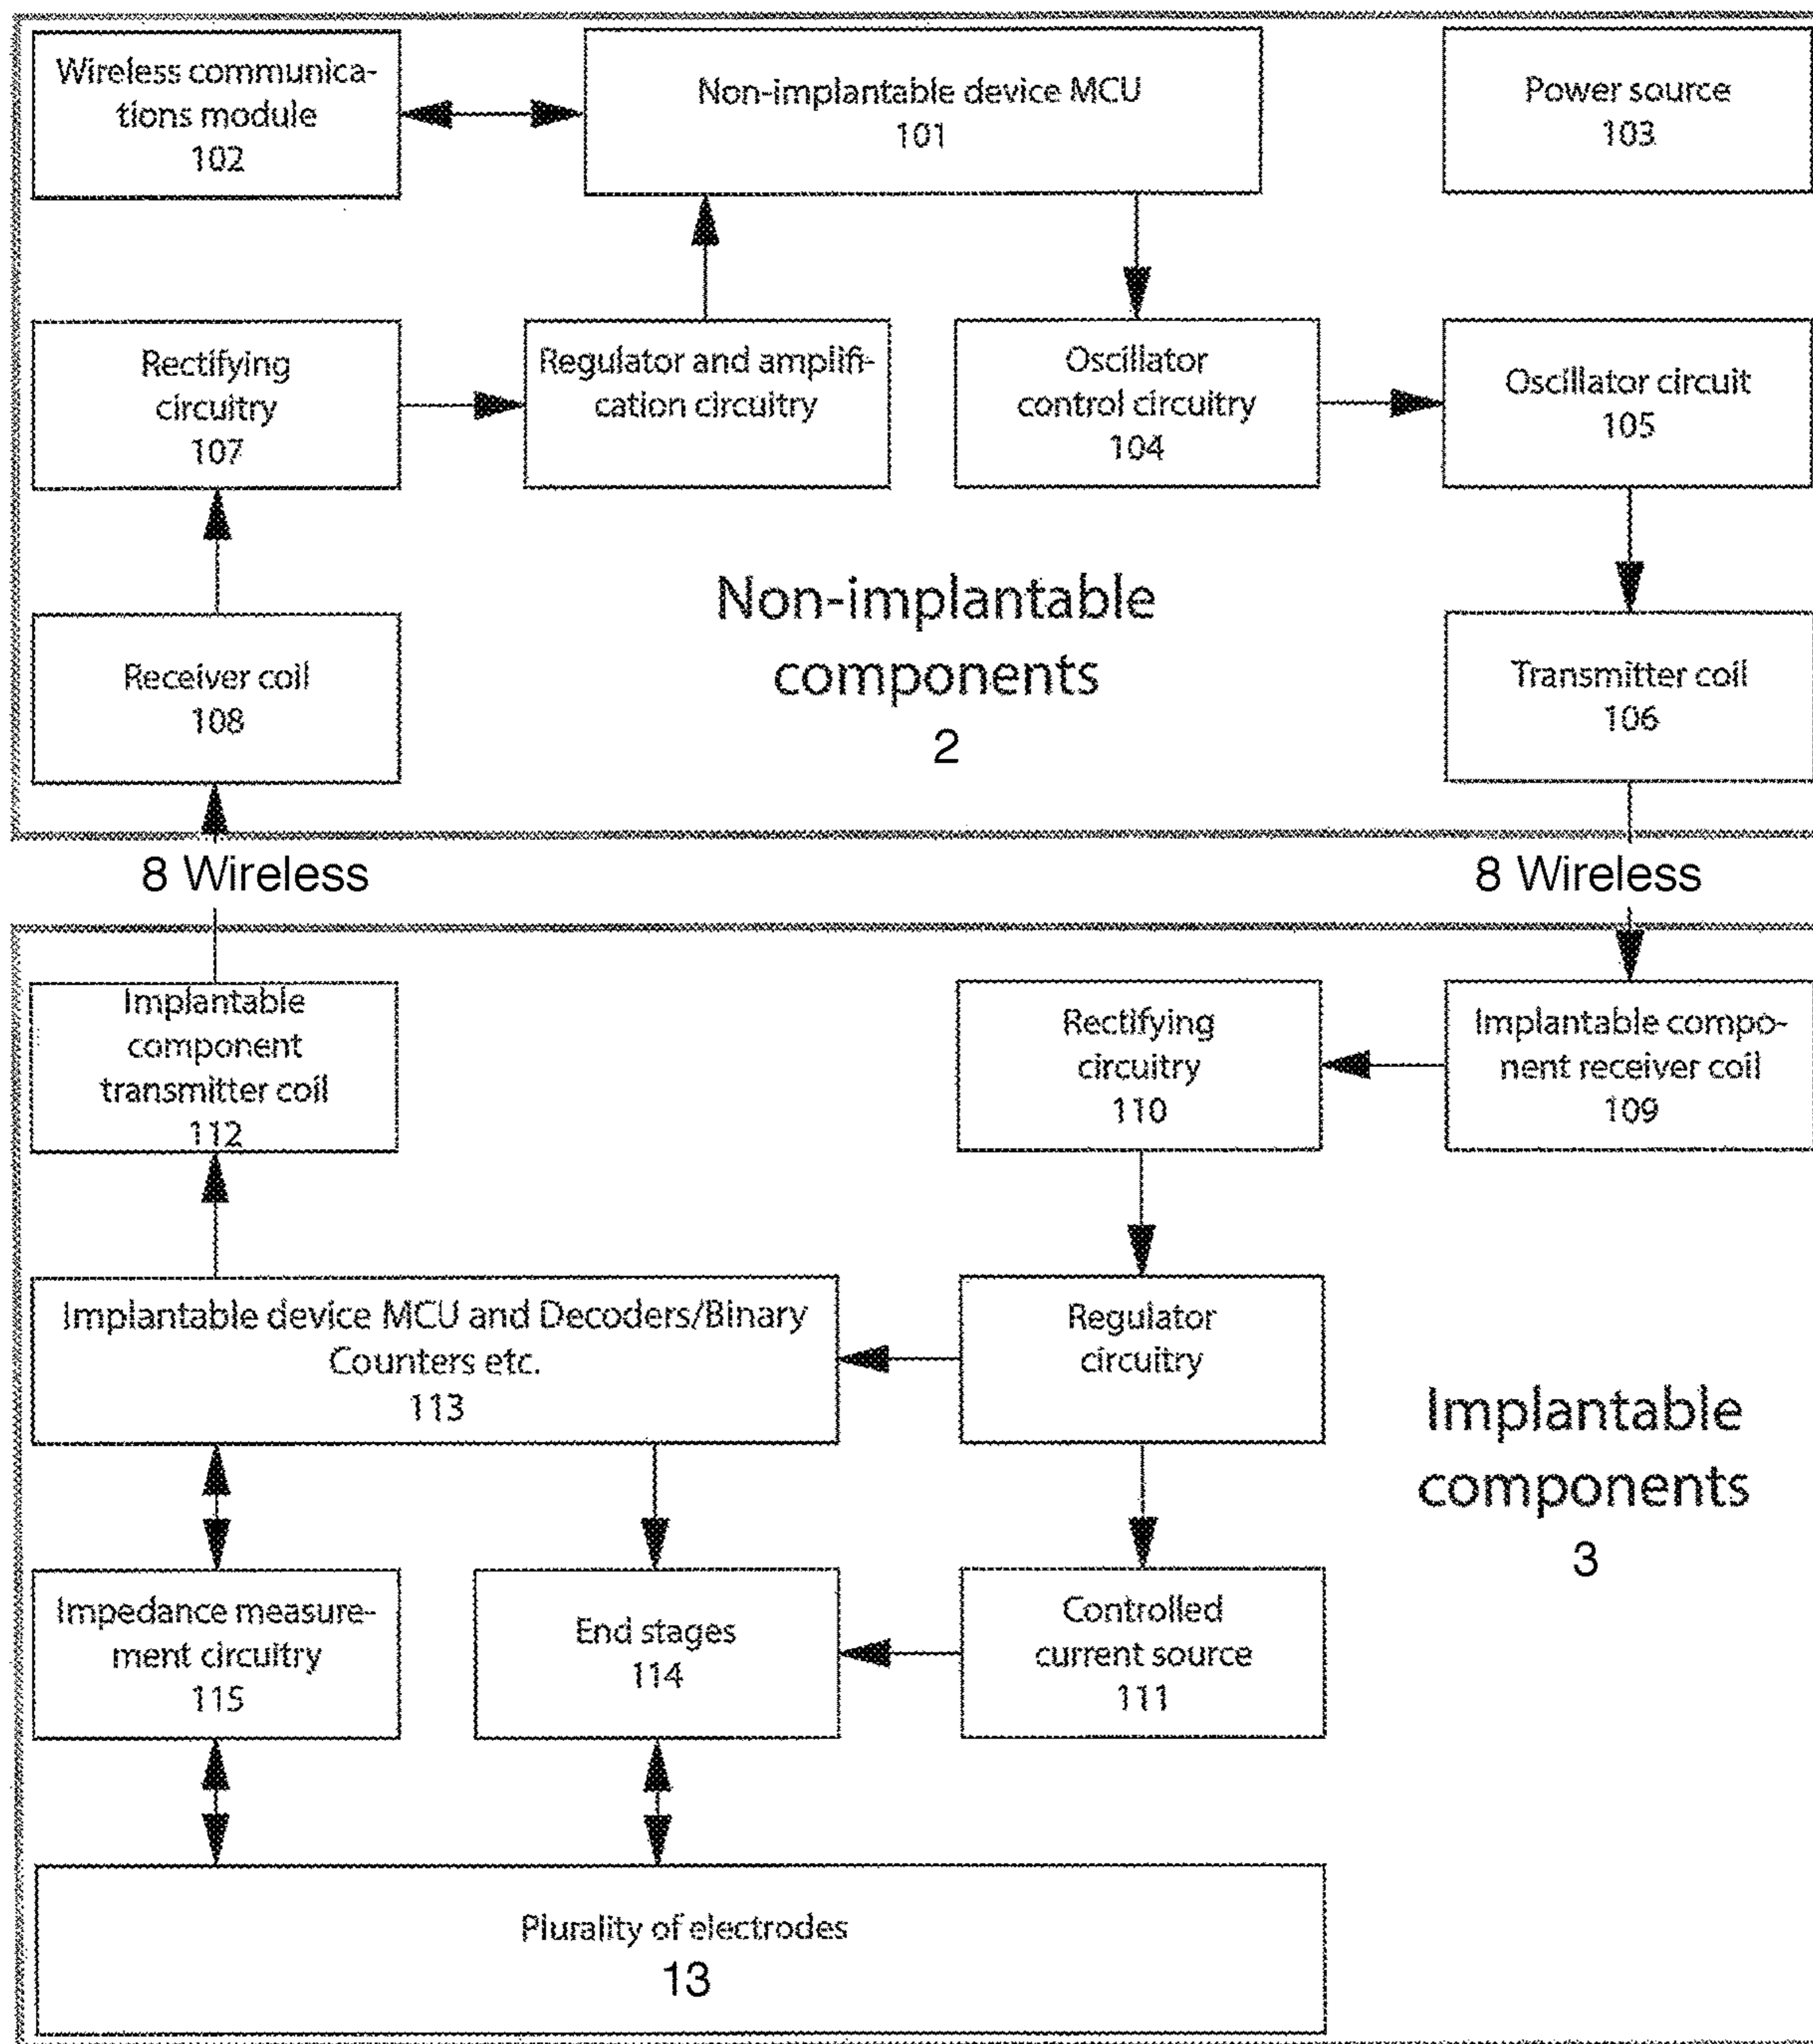 Wireless communica-
tions module
102
Non-implantable device MCU
101
Power source
103
Rectifying
circuitry
107
Regulator and amplifi-
cation circuitry
Oscillator
control circuitry
104
Oscillator circuit
105
Receiver coil
108
Non-implantable
components
2
Transmitter coil
106
8 Wireless
8 Wireless
Implantable
component
transmitter coil
112
Rectifying
circuitry
110
Implantable compo-
nent receiver coil
109
Implantable device MCU and Decoders/Binary
Counters etc.
113
Regulator
circuitry
Implantable
components
3
Impedance measure-
ment circuitry
115
End stages
114
Controlled
current source
111
Plurality of electrodes
13